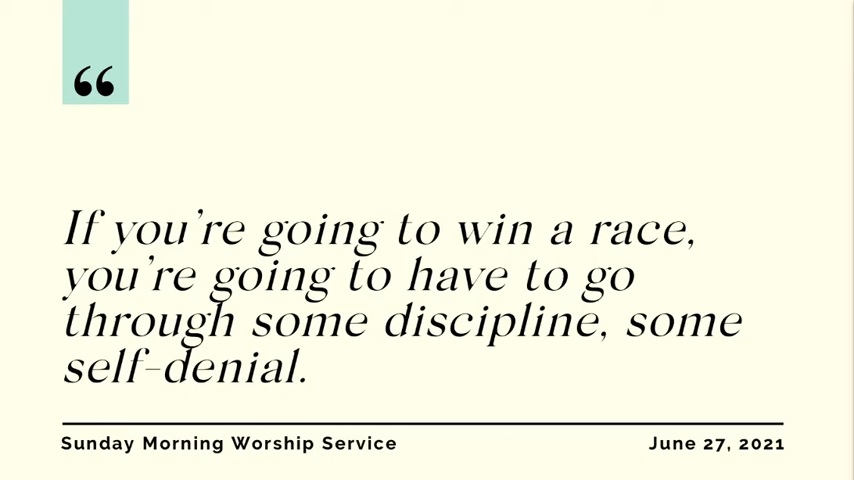 “
If you’re going to win a race,
you’re going to have to go
through some discipline, some
self-denial.
Sunday Morning Worship Service
June 27, 2021